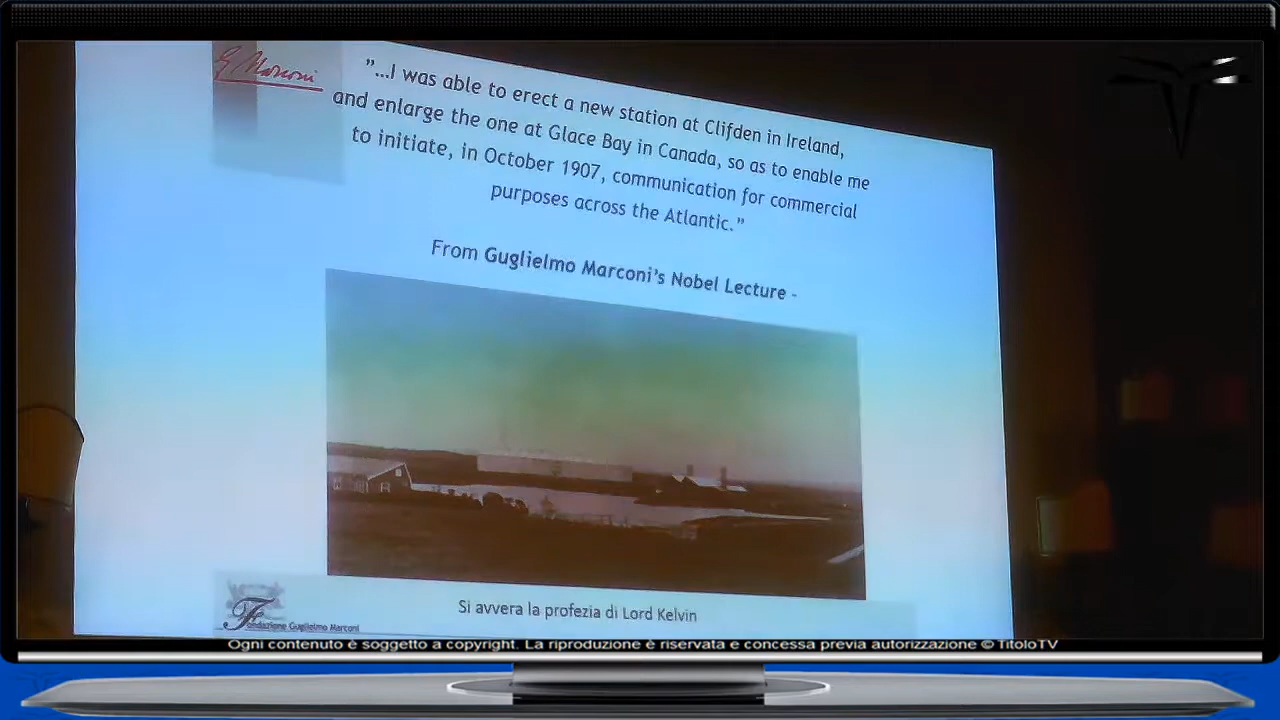 G Marconi
"...I was able to erect a new station at Clifden in Ireland,
and enlarge the one at Glace Bay in Canada, so as to enable me
to initiate, in October 1907, communication for commercial
purposes across the Atlantic."
From Guglielmo Marconi's Nobel Lecture -
Si avvera la profezia di Lord Kelvin
Fondazione Guglielmo Marconi
Ogni contenuto è soggetto a copyright. La riproduzione è riservata e concessa previa autorizzazione © TitoloTV